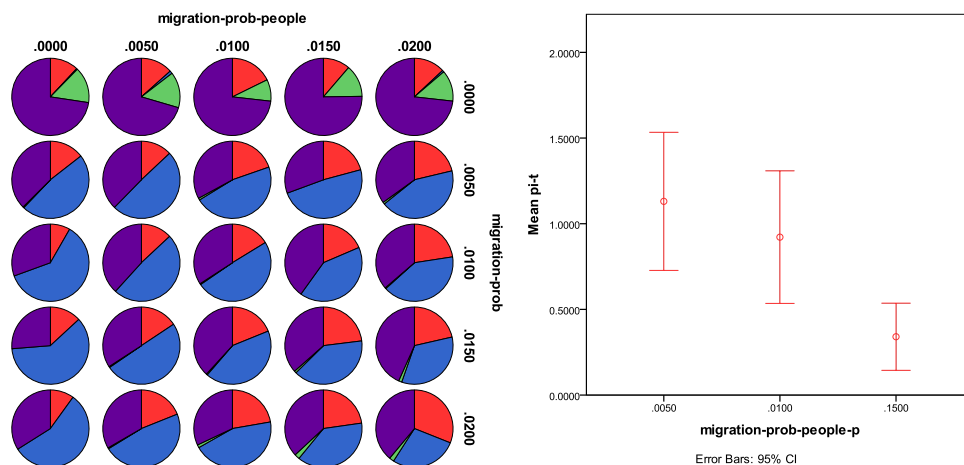 migration-prob-people
.0000 .0050 .0100 .0150 .0200
.0000
.0050
.0100
.0150
.0200
migration-prob
2.0000
1.5000
1.0000
0.5000
0.0000
Mean pi-t
.0050 .0100 .1500
migration-prob-people-p
Error Bars: 95% CI